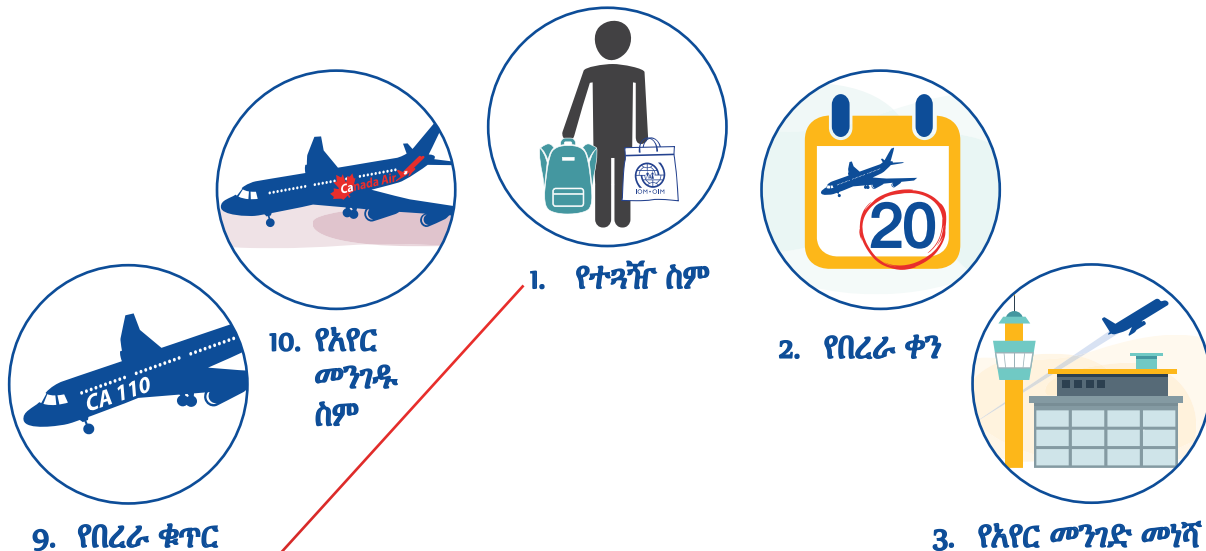 Canada Air
IOM • OIM
20
1. የተጓዥ ስም
10. የአየር
መንገዱ
ስም
2. የበረራ ቀን
CA 110
9. የበረራ ቁጥር
3. የአየር መንገድ መነሻ